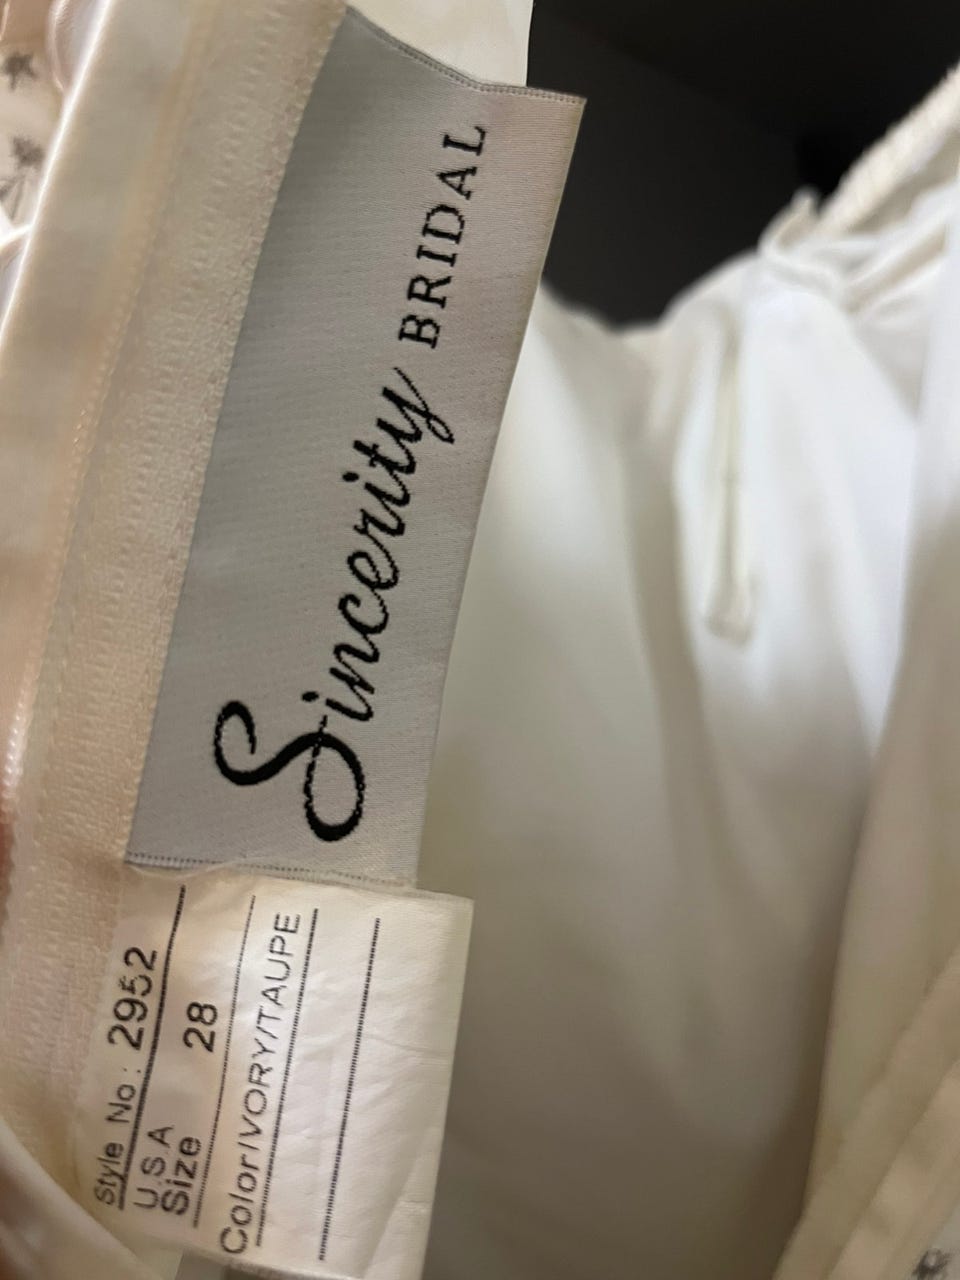 Sincerity BRIDAL
Style No: 2952
U.S.A
Size 28
Color IVORY/TAUPE